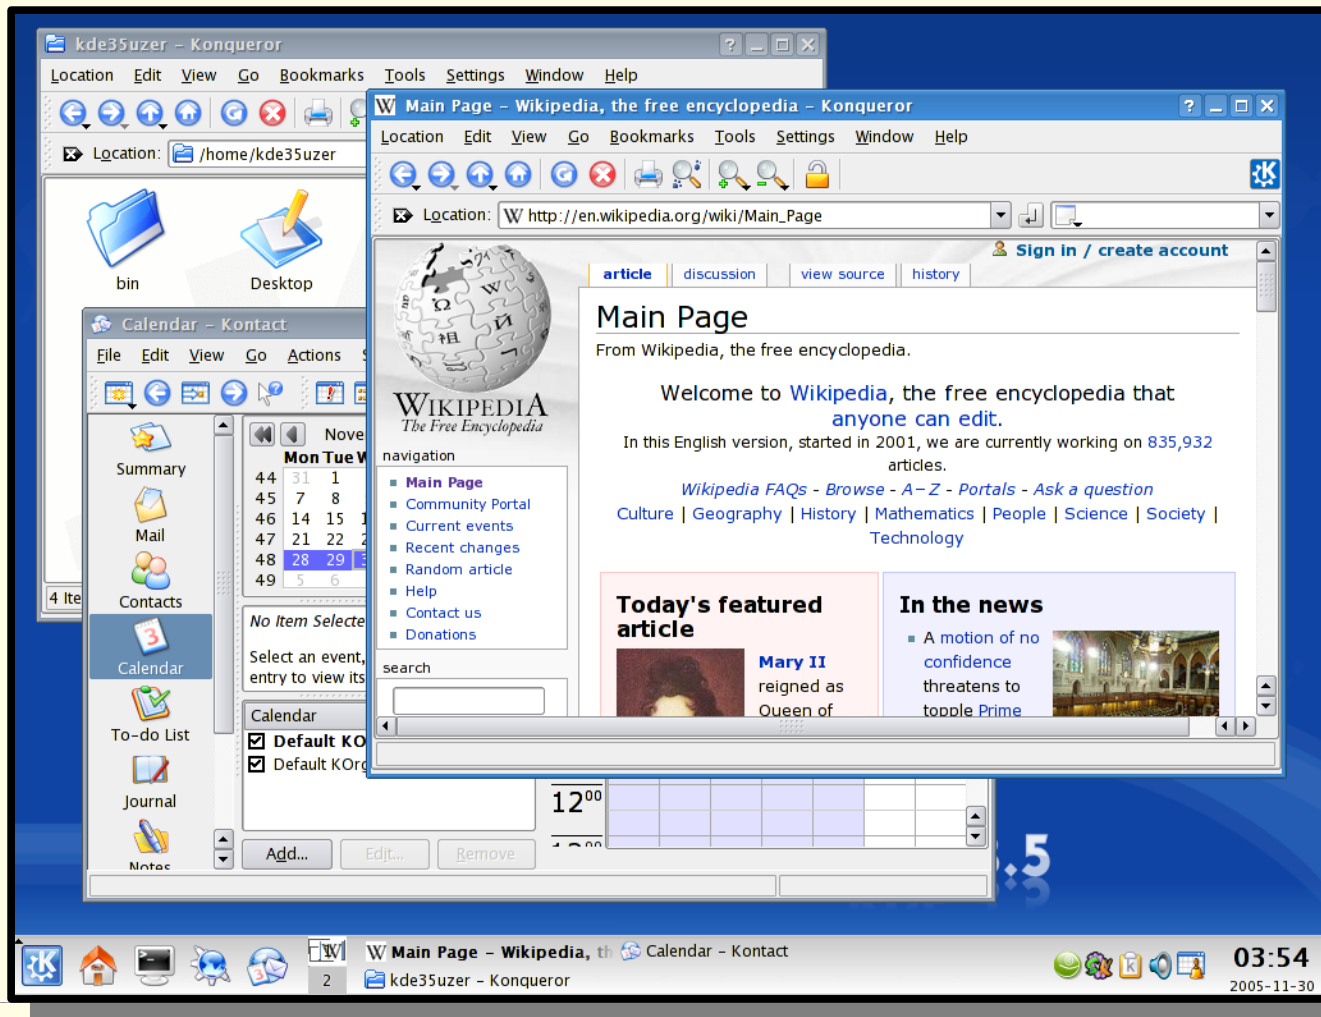 kde35uzer – Konqueror
Location Edit View Go Bookmarks Tools Settings Window Help
Location: /home/kde35uzer
bin
Desktop
4 Ite
Calendar – Kontact
File Edit View Go Actions
Summary
Mail
Contacts
3
Calendar
To-do List
Journal
Notes
Nove
Mon Tue W
44 31 1
45 7 8
46 14 15 1
47 21 22 2
48 28 29 3
49 5 6
No Item Selecte
Select an event,
entry to view its
Calendar
Default KO
Default KOrg
Add... Edit... Remove
12 00
W Main Page – Wikipedia, the free encyclopedia – Konqueror
Location Edit View Go Bookmarks Tools Settings Window Help
Location: W http://en.wikipedia.org/wiki/Main_Page
Sign in / create account
article discussion view source history
WIKIPEDIA
The Free Encyclopedia
navigation
Main Page
Community Portal
Current events
Recent changes
Random article
Help
Contact us
Donations
search
Main Page
From Wikipedia, the free encyclopedia.
Welcome to Wikipedia, the free encyclopedia that
anyone can edit.
In this English version, started in 2001, we are currently working on 835,932
articles.
Wikipedia FAQs - Browse - A–Z - Portals - Ask a question
Culture | Geography | History | Mathematics | People | Science | Society |
Technology
Today's featured
article
Mary II
reigned as
Queen of
In the news
A motion of no
confidence
threatens to
topple Prime
.5
W
2
W Main Page – Wikipedia, th
Calendar – Kontact
kde35uzer – Konqueror
03:54
2005-11-30